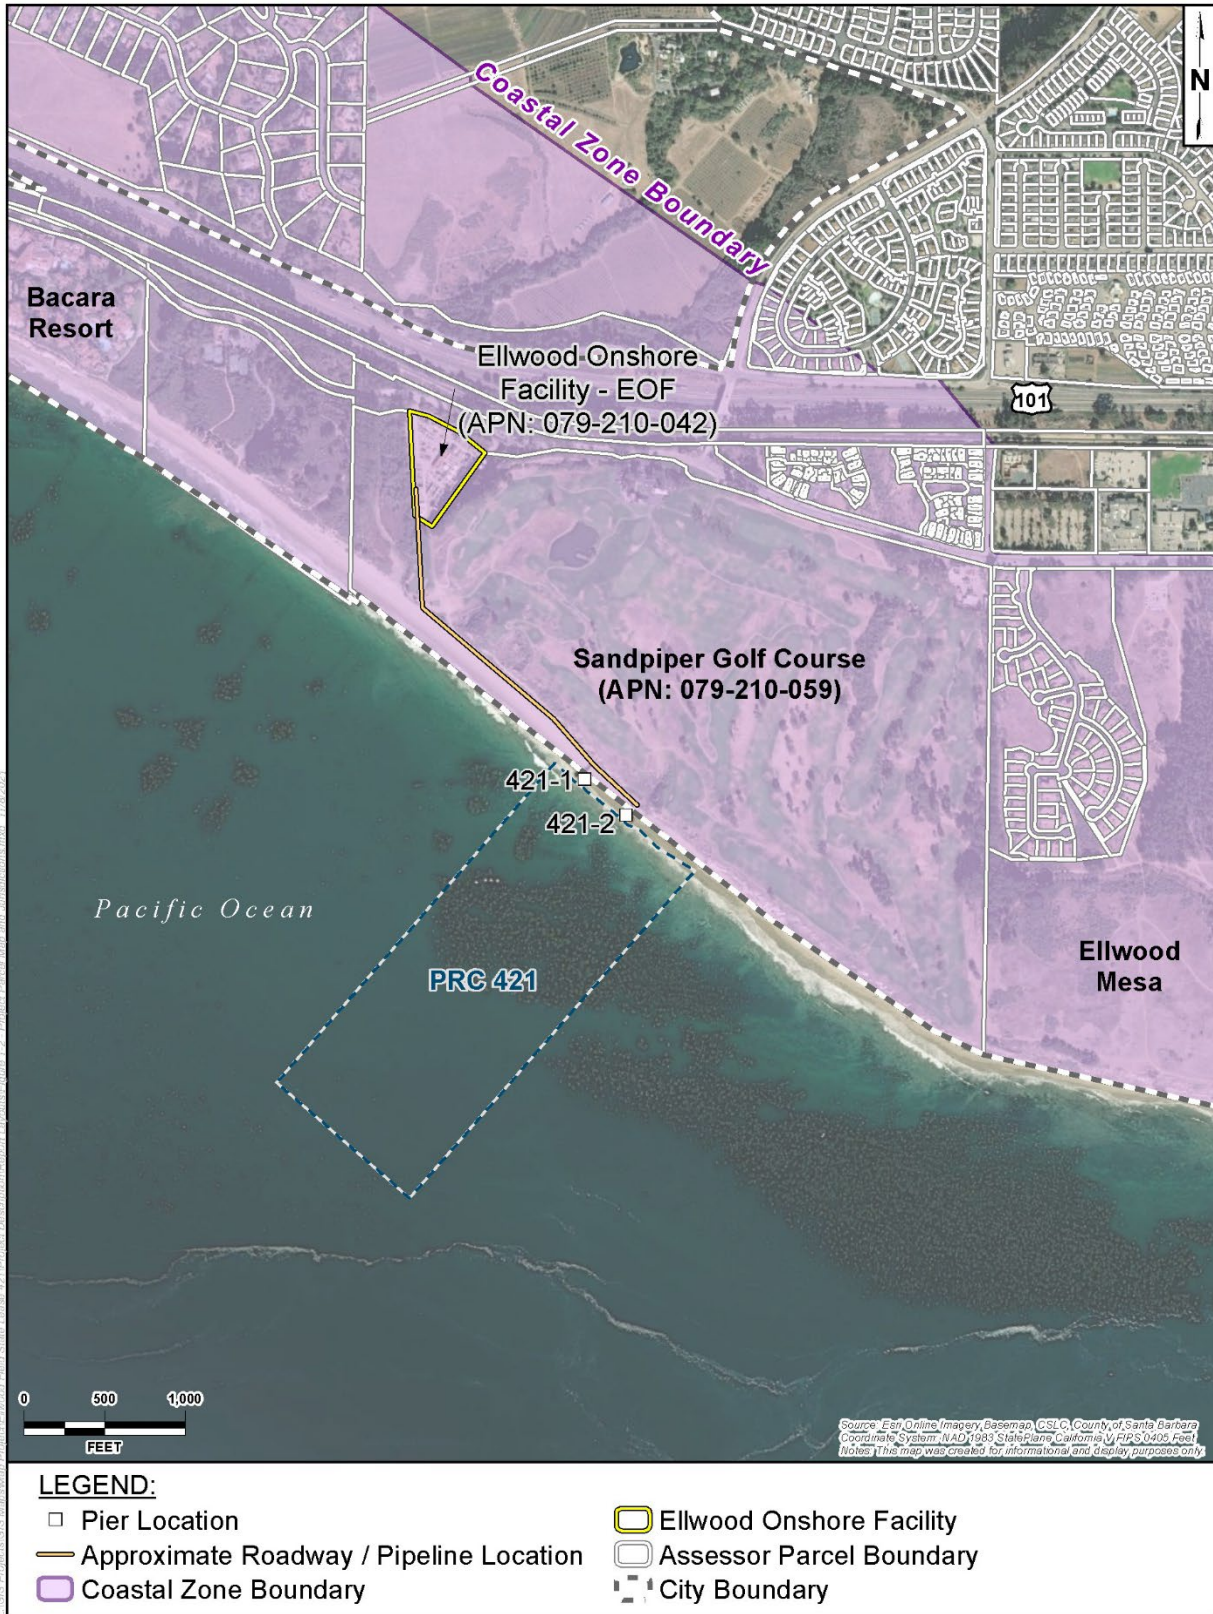 N
Coastal Zone Boundary
Bacara
Resort
Ellwood Onshore
Facility - EOF
(APN: 079-210-042)
101
Sandpiper Golf Course
(APN: 079-210-059)
421-1
421-2
Pacific Ocean
PRC 421
Ellwood
Mesa
0 500 1,000
FEET
Source: Esri Online Imagery Basemap, CSLC, County of Santa Barbara
Coordinate System: NAD 1983 StatePlane California V FIPS 0405 Feet
Notes: This map was created for informational and display purposes only.
LEGEND:
Pier Location
Approximate Roadway / Pipeline Location
Coastal Zone Boundary
Ellwood Onshore Facility
Assessor Parcel Boundary
City Boundary